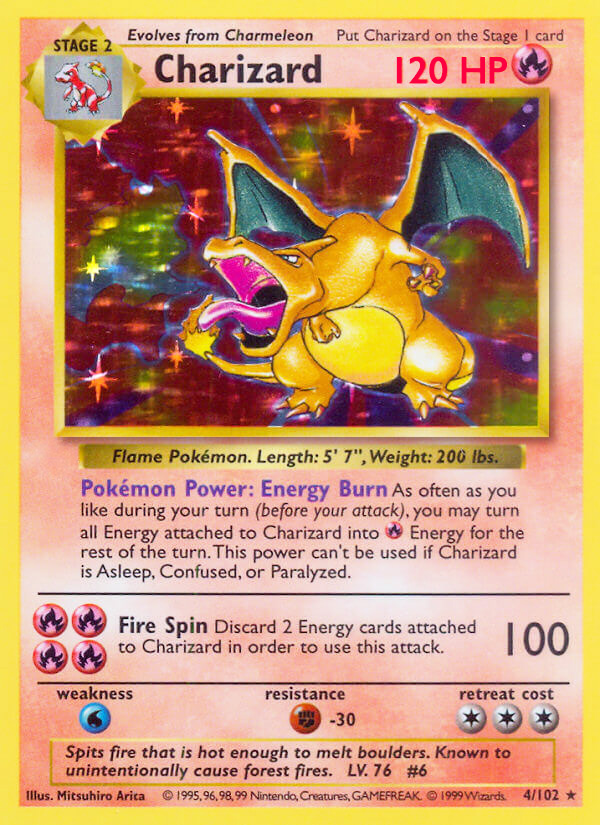 STAGE 2
Evolves from Charmeleon Put Charizard on the Stage 1 card
Charizard 120 HP
Flame Pokémon. Length: 5' 7", Weight: 200 lbs.
Pokémon Power: Energy Burn As often as you
like during your turn (before your attack), you may turn
all Energy attached to Charizard into Energy for the
rest of the turn. This power can't be used if Charizard
is Asleep, Confused, or Paralyzed.
Fire Spin Discard 2 Energy cards attached
to Charizard in order to use this attack.
100
weakness resistance retreat cost
-30
Spits fire that is hot enough to melt boulders. Known to
unintentionally cause forest fires. LV. 76 #6
Illus. Mitsuhiro Arita © 1995, 96, 98, 99 Nintendo, Creatures, GAMEFREAK. © 1999 Wizards. 4/102 ★